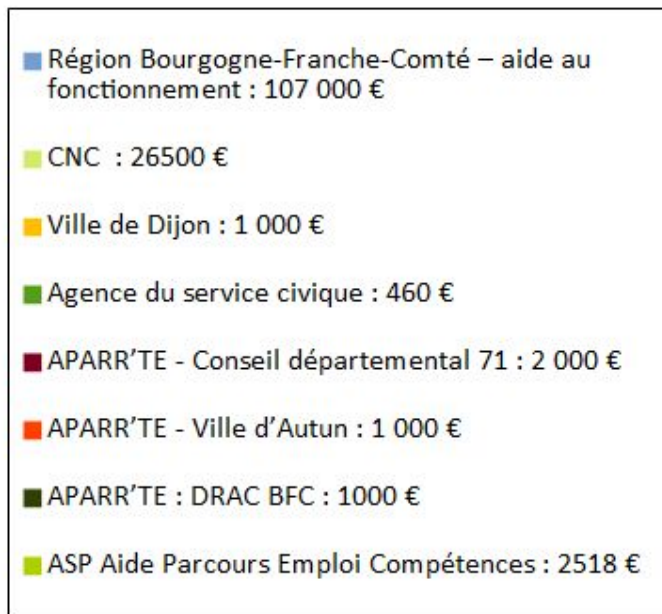 Région Bourgogne-Franche-Comté – aide au
fonctionnement : 107 000 €
CNC : 26500 €
Ville de Dijon : 1 000 €
Agence du service civique : 460 €
APARR’TE - Conseil départemental 71 : 2 000 €
APARR’TE - Ville d’Autun : 1 000 €
APARR’TE : DRAC BFC : 1000 €
ASP Aide Parcours Emploi Compétences : 2518 €